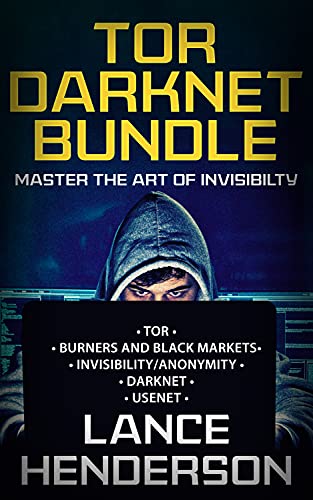 TOR
DARKNET
BUNDLE
MASTER THE ART OF INVISIBILTY
• TOR •
• BURNERS AND BLACK MARKETS•
• INVISIBILITY/ANONYMITY •
• DARKNET •
• USENET •
LANCE
HENDERSON